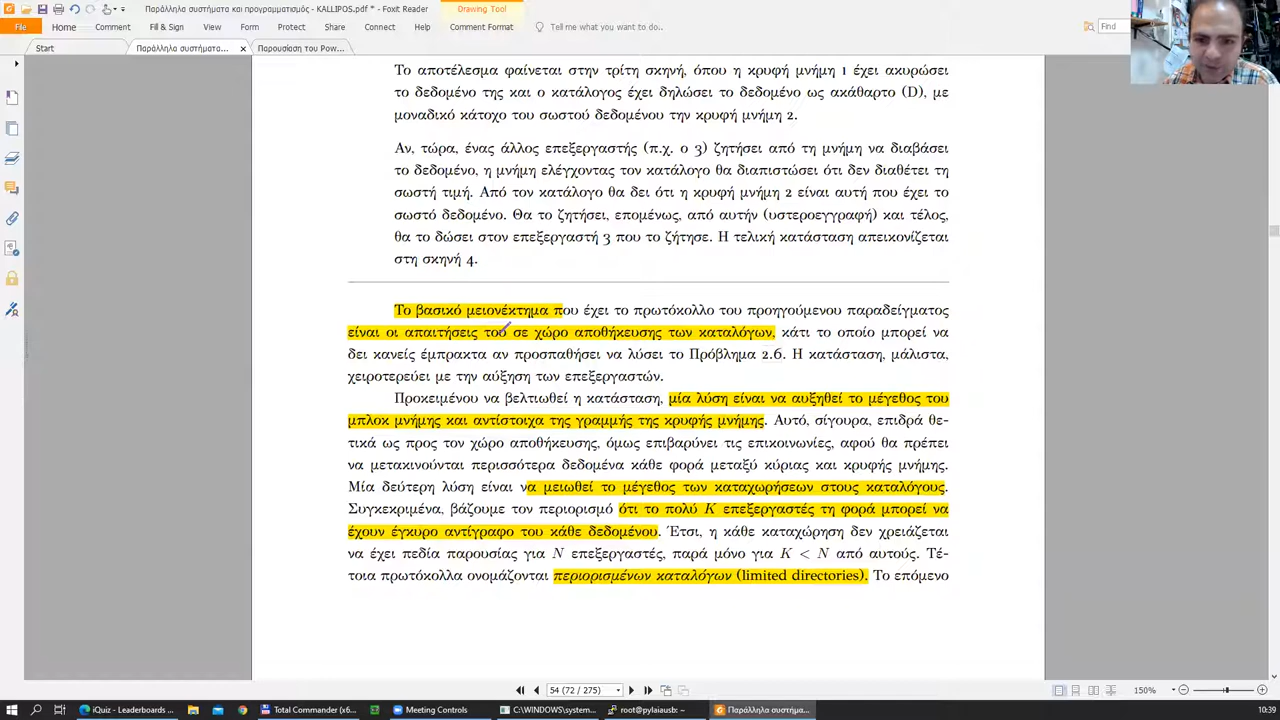 Παράλληλα συστήματα και προγραμματισμός - KALLIPOS.pdf * - Foxit Reader
Drawing Tool
File Home Comment Fill & Sign View Form Protect Share Connect Help Comment Format Tell me what you want to do.. Find
Start Παράλληλα συστήματα... Παρουσίαση του Pow...
Το αποτέλεσμα φαίνεται στην τρίτη σκηνή, όπου η κρυφή μνήμη 1 έχει ακυρώσει
το δεδομένο της και ο κατάλογος έχει δηλώσει το δεδομένο ως ακάθαρτο (D), με
μοναδικό κάτοχο του σωστού δεδομένου την κρυφή μνήμη 2.
Αν, τώρα, ένας άλλος επεξεργαστής (π.χ. ο 3) ζητήσει από τη μνήμη να διαβάσει
το δεδομένο, η μνήμη ελέγχοντας τον κατάλογο θα διαπιστώσει ότι δεν διαθέτει τη
σωστή τιμή. Από τον κατάλογο θα δει ότι η κρυφή μνήμη 2 είναι αυτή που έχει το
σωστό δεδομένο. Θα το ζητήσει, επομένως, από αυτήν (υστεροεγγραφή) και τέλος,
θα το δώσει στον επεξεργαστή 3 που το ζήτησε. Η τελική κατάσταση απεικονίζεται
στη σκηνή 4.
Το βασικό μειονέκτημα που έχει το πρωτόκολλο του προηγούμενου παραδείγματος
είναι οι απαιτήσεις του σε χώρο αποθήκευσης των καταλόγων, κάτι το οποίο μπορεί να
δει κανείς έμπρακτα αν προσπαθήσει να λύσει το Πρόβλημα 2.6. Η κατάσταση, μάλιστα,
χειροτερεύει με την αύξηση των επεξεργαστών.
Προκειμένου να βελτιωθεί η κατάσταση, μία λύση είναι να αυξηθεί το μέγεθος του
μπλοκ μνήμης και αντίστοιχα της γραμμής της κρυφής μνήμης. Αυτό, σίγουρα, επιδρά θε-
τικά ως προς τον χώρο αποθήκευσης, όμως επιβαρύνει τις επικοινωνίες, αφού θα πρέπει
να μετακινούνται περισσότερα δεδομένα κάθε φορά μεταξύ κύριας και κρυφής μνήμης.
Μία δεύτερη λύση είναι να μειωθεί το μέγεθος των καταχωρήσεων στους καταλόγους.
Συγκεκριμένα, βάζουμε τον περιορισμό ότι το πολύ K επεξεργαστές τη φορά μπορεί να
έχουν έγκυρο αντίγραφο του κάθε δεδομένου. Έτσι, η κάθε καταχώρηση δεν χρειάζεται
να έχει πεδία παρουσίας για N επεξεργαστές, παρά μόνο για K < N από αυτούς. Τέ-
τοια πρωτόκολλα ονομάζονται περιορισμένων καταλόγων (limited directories). Το επόμενο
54 (72 / 275) 150%
iQuiz - Leaderboards ... Total Commander (x6... Meeting Controls C:\WINDOWS\system... root@pylaiausb: ~ Παράλληλα συστήμα... 10:39